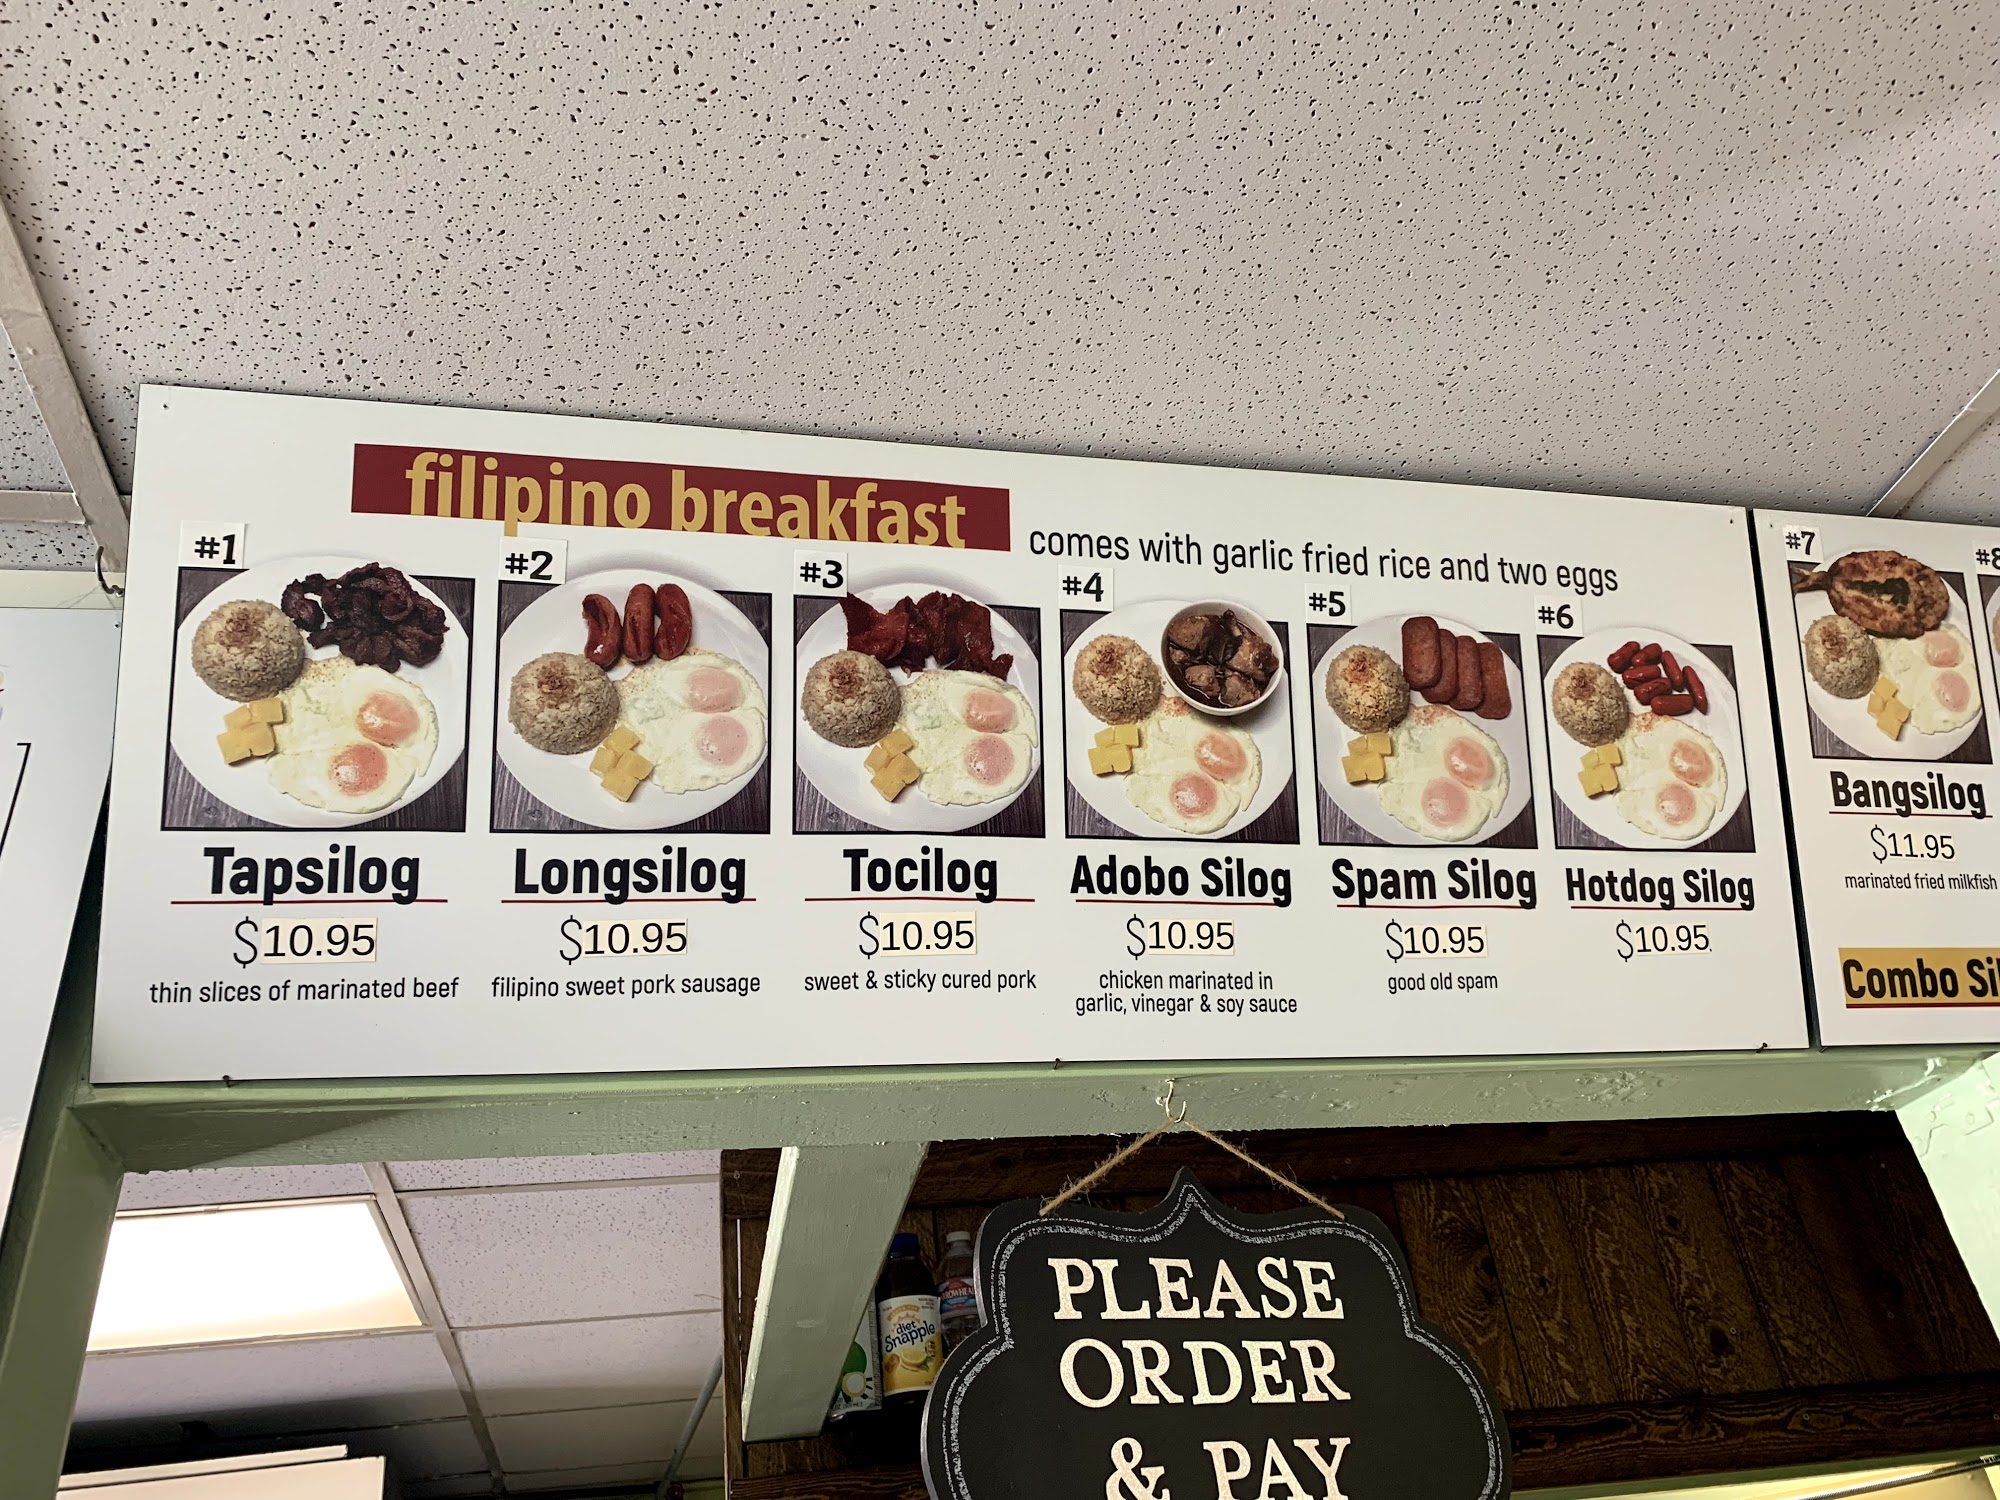 filipino breakfast
comes with garlic fried rice and two eggs
#1
#2
#3
#4
#5
#6
#7
Tapsilog
$10.95
thin slices of marinated beef
Longsilog
$10.95
filipino sweet pork sausage
Tocilog
$10.95
sweet & sticky cured pork
Adobo Silog
$10.95
chicken marinated in
garlic, vinegar & soy sauce
Spam Silog
$10.95
good old spam
Hotdog Silog
$10.95
Bangsilog
$11.95
marinated fried milkfish
Combo
PLEASE
ORDER
& PAY
diet
Snapple